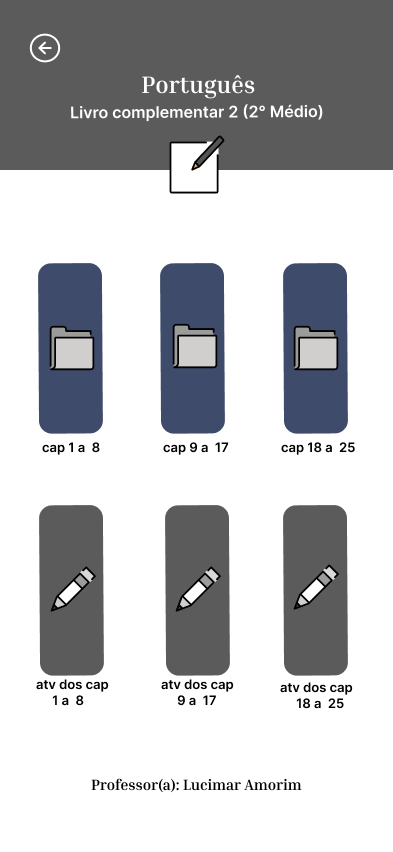 Português
Livro complementar 2 (2° Médio)
cap 1 a 8
cap 9 a 17
cap 18 a 25
atv dos cap
1 a 8
atv dos cap
9 a 17
atv dos cap
18 a 25
Professor(a): Lucimar Amorim